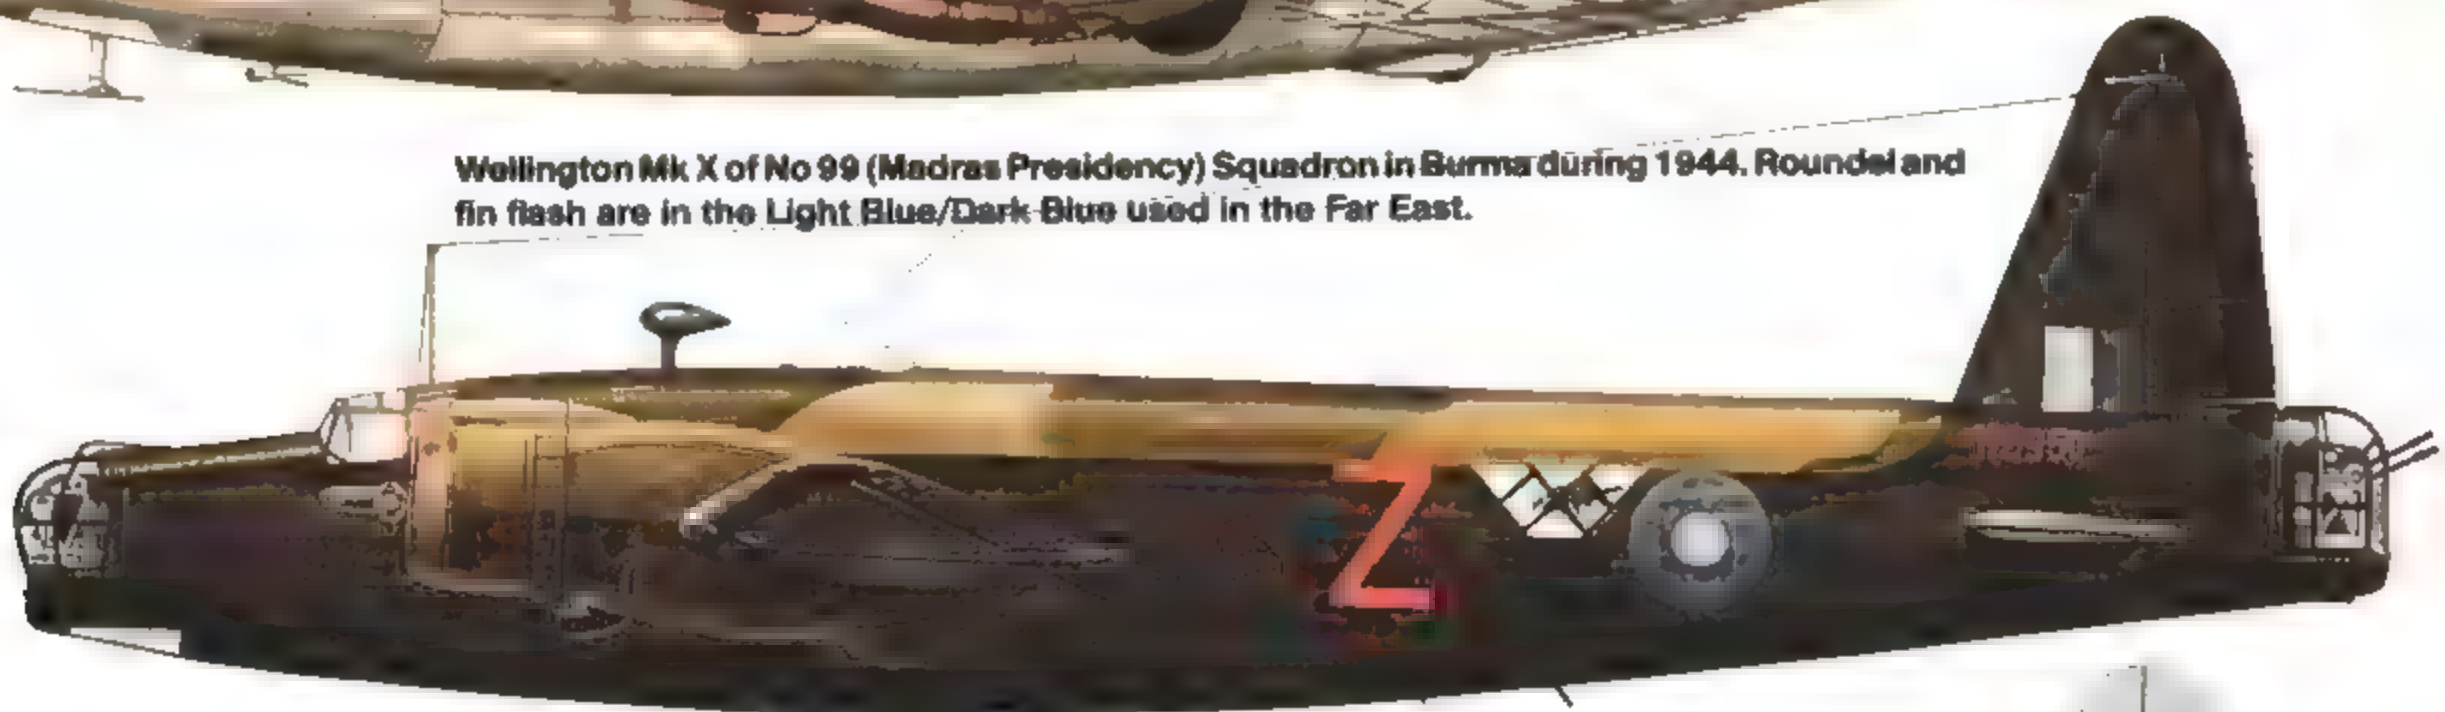 Wellington Mk X of No 99 (Madras Presidency) Squadron in Burma during 1944. Roundel and
fin flash are in the Light Blue/Dark Blue used in the Far East.
Z